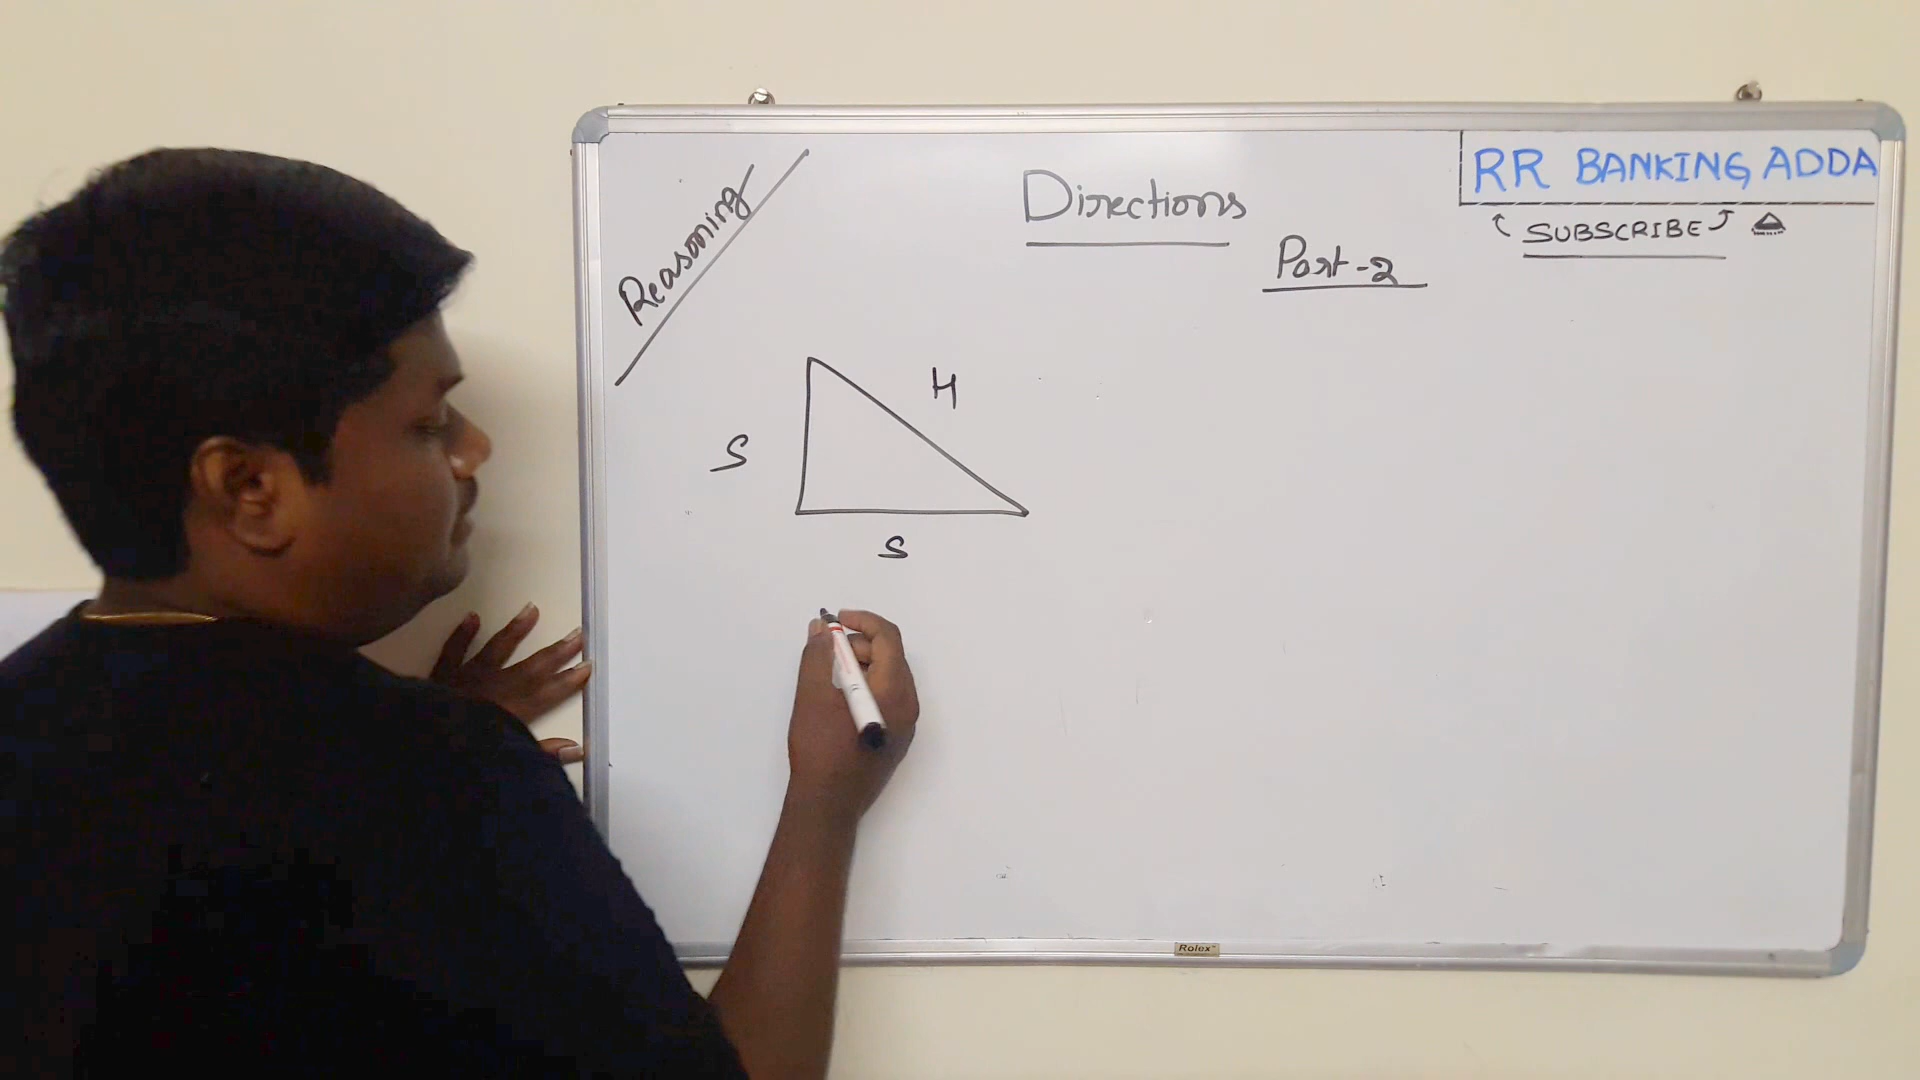 Reasoning
Directions
Part-2
RR BANKING ADDA
SUBSCRIBE
H
S
S
Rolex